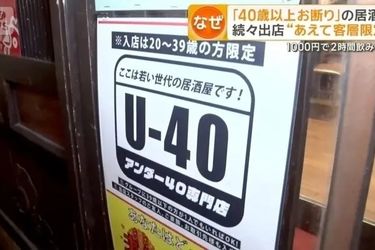 なぜ
「40歳以上お断り」の居酒
続々出店 “あえて客層限定
1000円で2時間飲み
※入店は20～39歳の方限定
ここは若い世代の居酒屋です!
U-40
アンダー40専門店